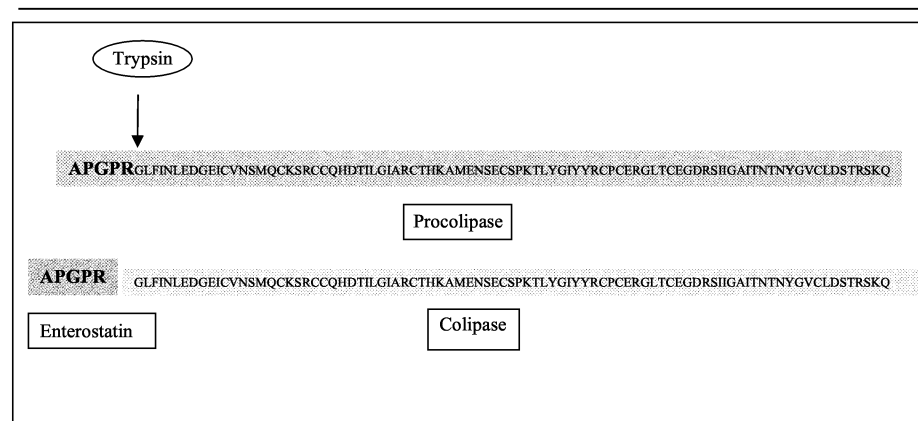 Trypsin
APGPRGLFINLEDGEICVNSMQCKSRCCQHDTILGIARCTHKAMENSECSPKTLYGIYYRCPCERGLTCEGDRSIIGAITNTNYGVCLDSTRSKQ
Procolipase
APGPR GLFINLEDGEICVNSMQCKSRCCQHDTILGIARCTHKAMENSECSPKTLYGIYYRCPCERGLTCEGDRSIIGAITNTNYGVCLDSTRSKQ
Enterostatin
Colipase